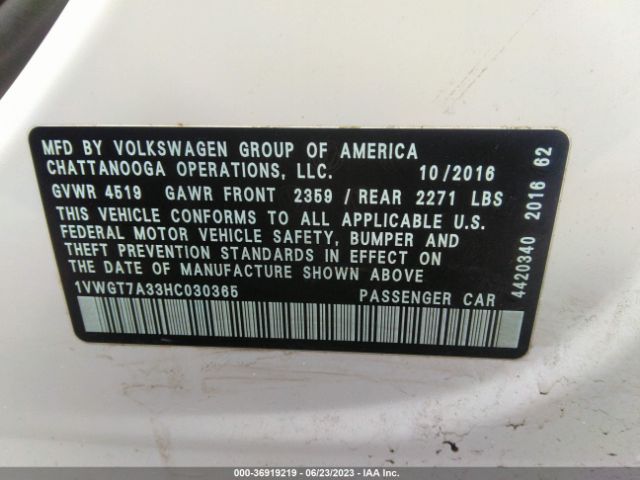 MFD BY VOLKSWAGEN GROUP OF AMERICA
CHATTANOOGA OPERATIONS, LLC. 10/2016
GVWR 4519 GAWR FRONT 2359 / REAR 2271 LBS
THIS VEHICLE CONFORMS TO ALL APPLICABLE U.S.
FEDERAL MOTOR VEHICLE SAFETY, BUMPER AND
THEFT PREVENTION STANDARDS IN EFFECT ON
THE DATE OF MANUFACTURE SHOWN ABOVE
1VWGT7A33HC030365 PASSENGER CAR
4420340 2016 62
000-36919219 - 06/23/2023 - IAA Inc.